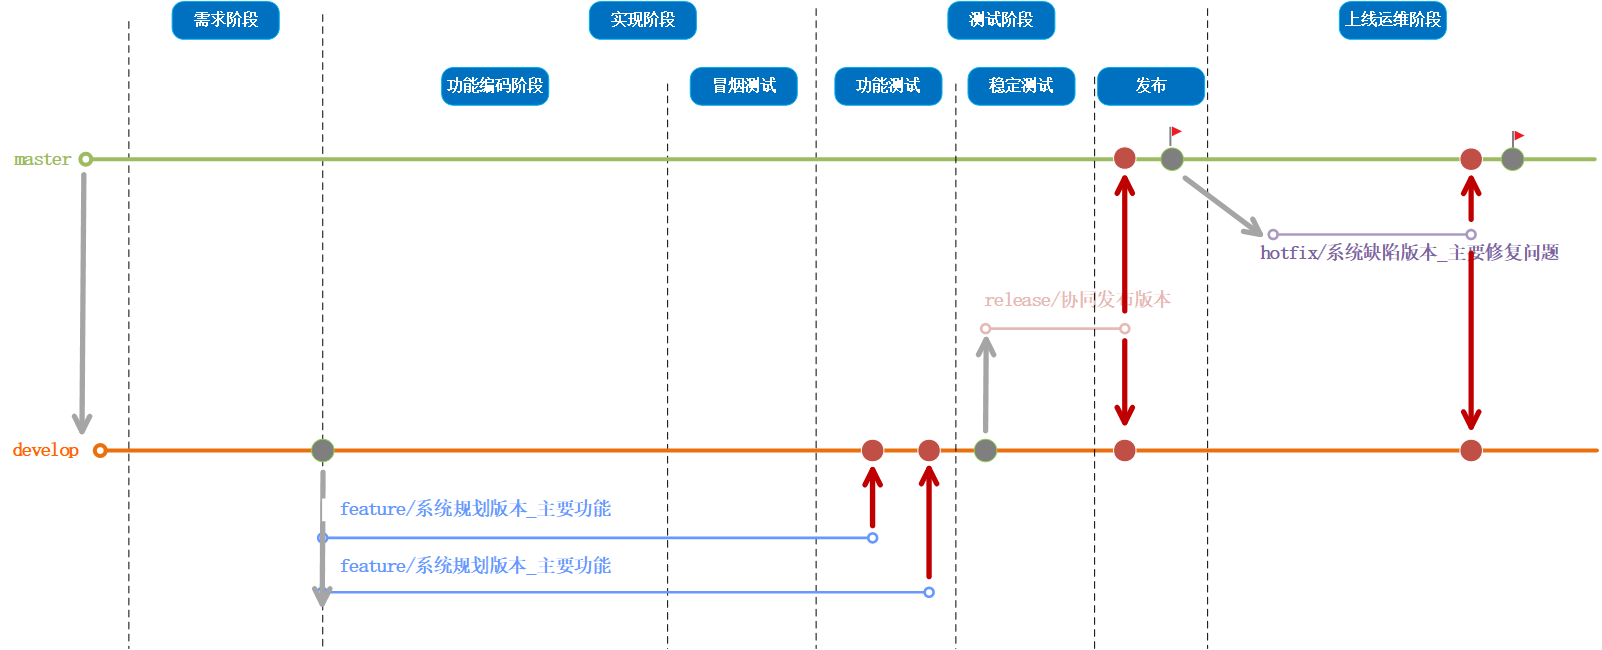 需求阶段
实现阶段
测试阶段
上线运维阶段
功能编码阶段
冒烟测试
功能测试
稳定测试
发布
master
hotfix/系统缺陷版本_主要修复问题
release/协同发布版本
develop
feature/系统规划版本_主要功能
feature/系统规划版本_主要功能